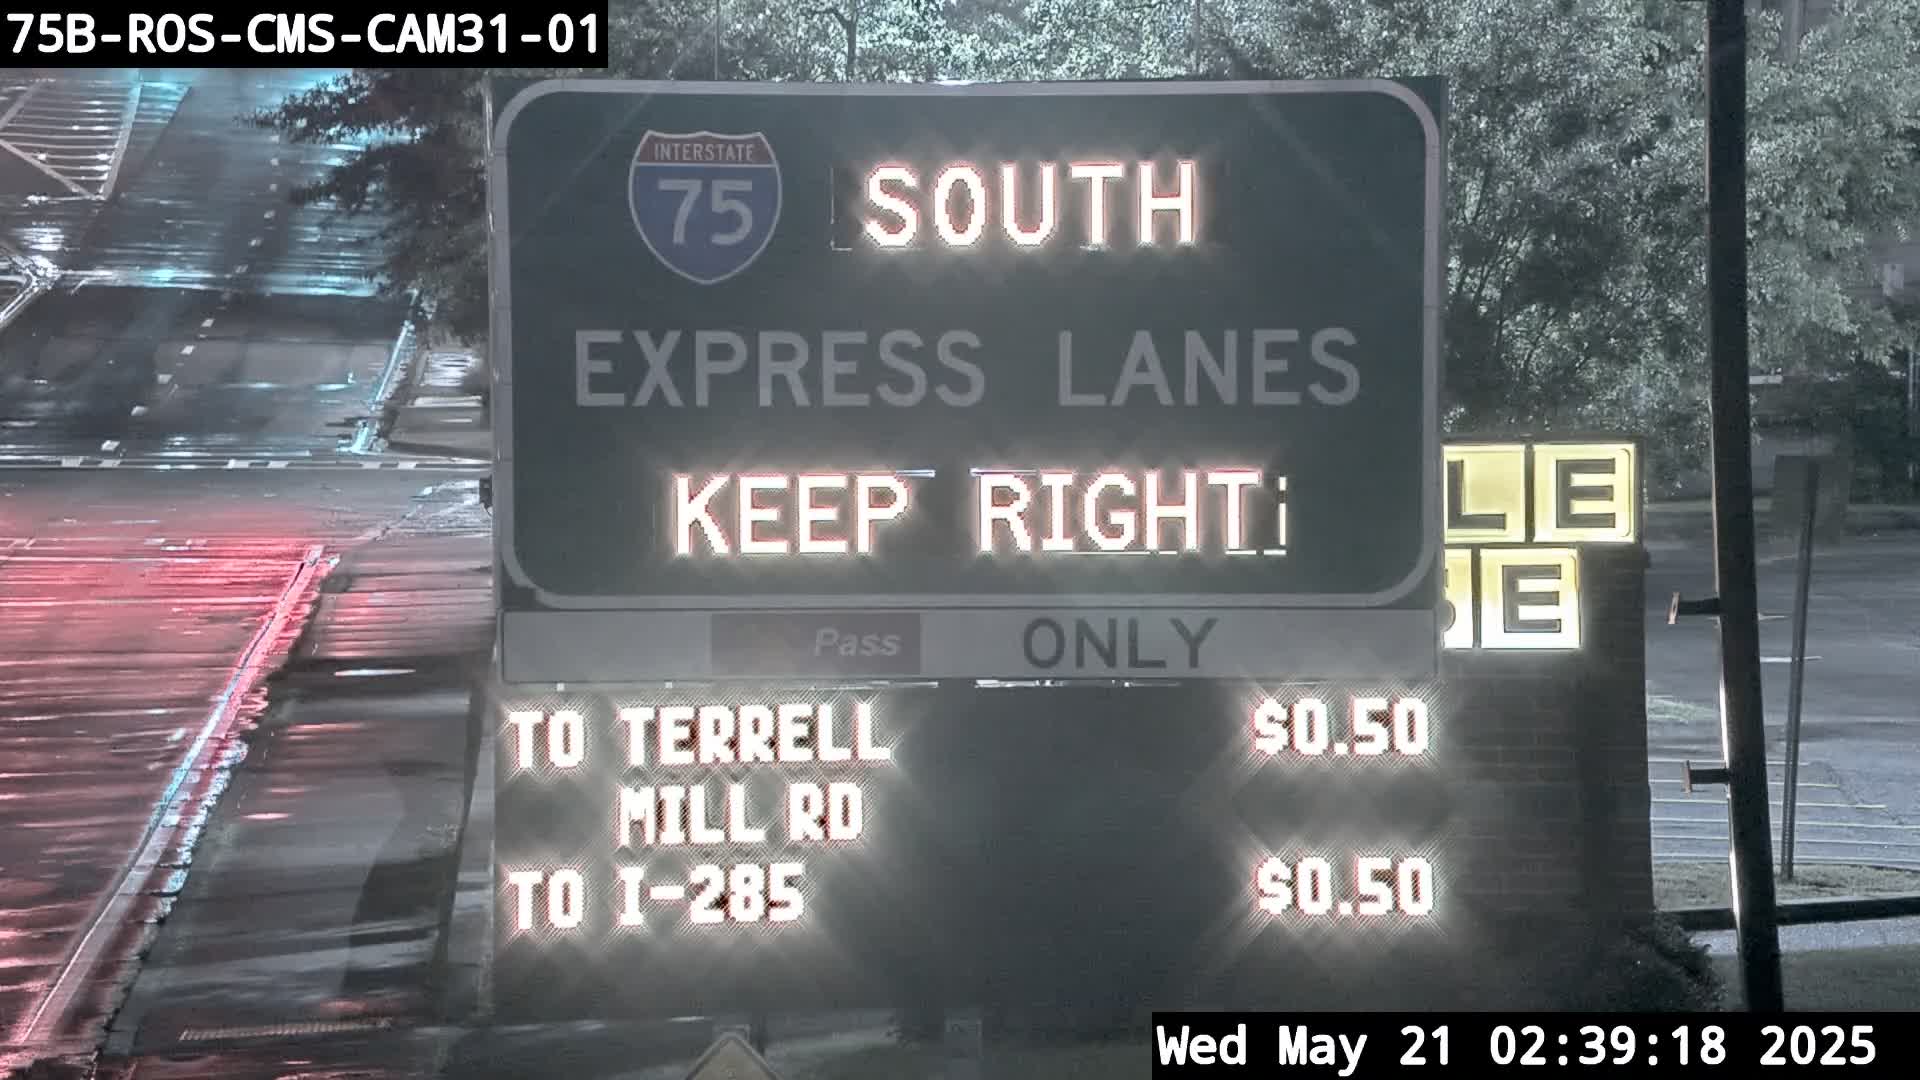 75B-ROS-CMS-CAM31-01
INTERSTATE
75
SOUTH
EXPRESS LANES
KEEP RIGHT
Pass ONLY
TO TERRELL $0.50
MILL RD
TO I-285 $0.50
LE
E
Wed May 21 02:39:18 2025